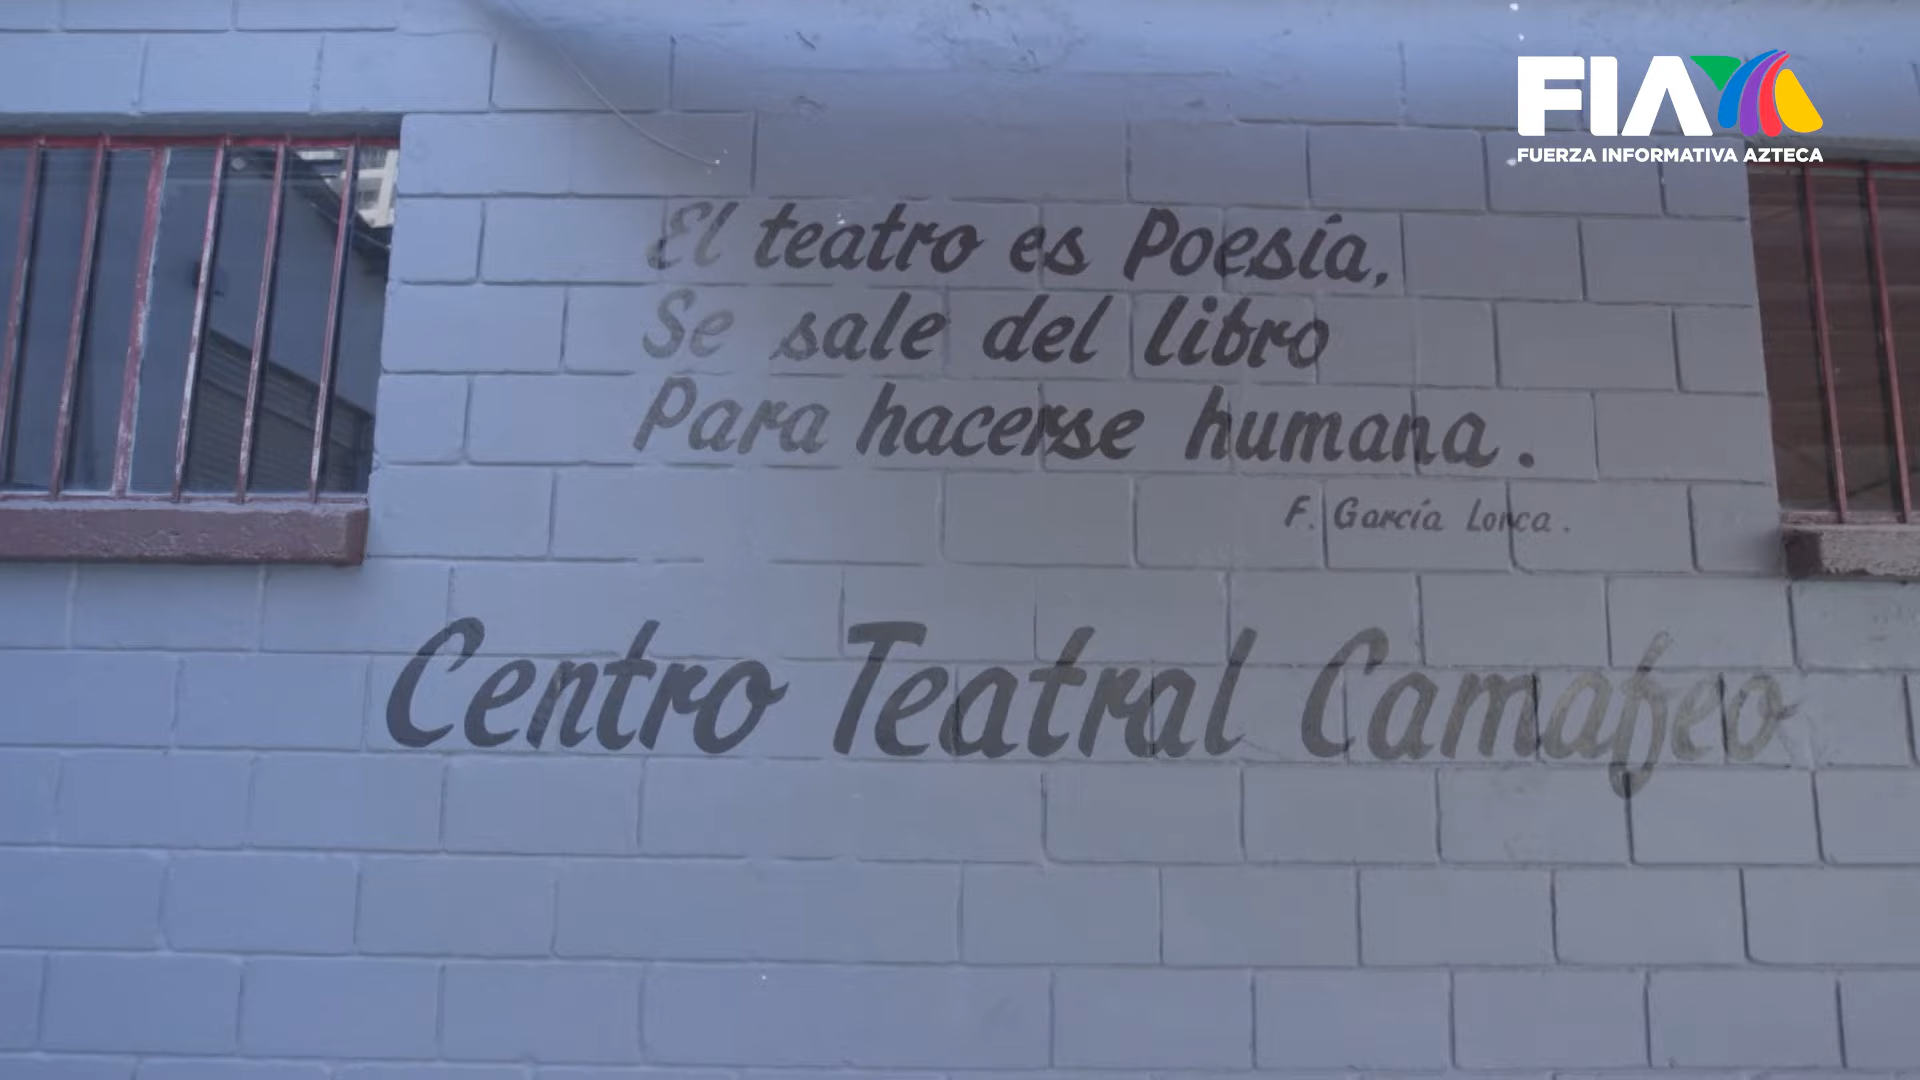 FIA
FUERZA INFORMATIVA AZTECA
El teatro es Poesía,
Se sale del libro
Para hacerse humana.
F. García Lorca.
Centro Teatral Camafeo